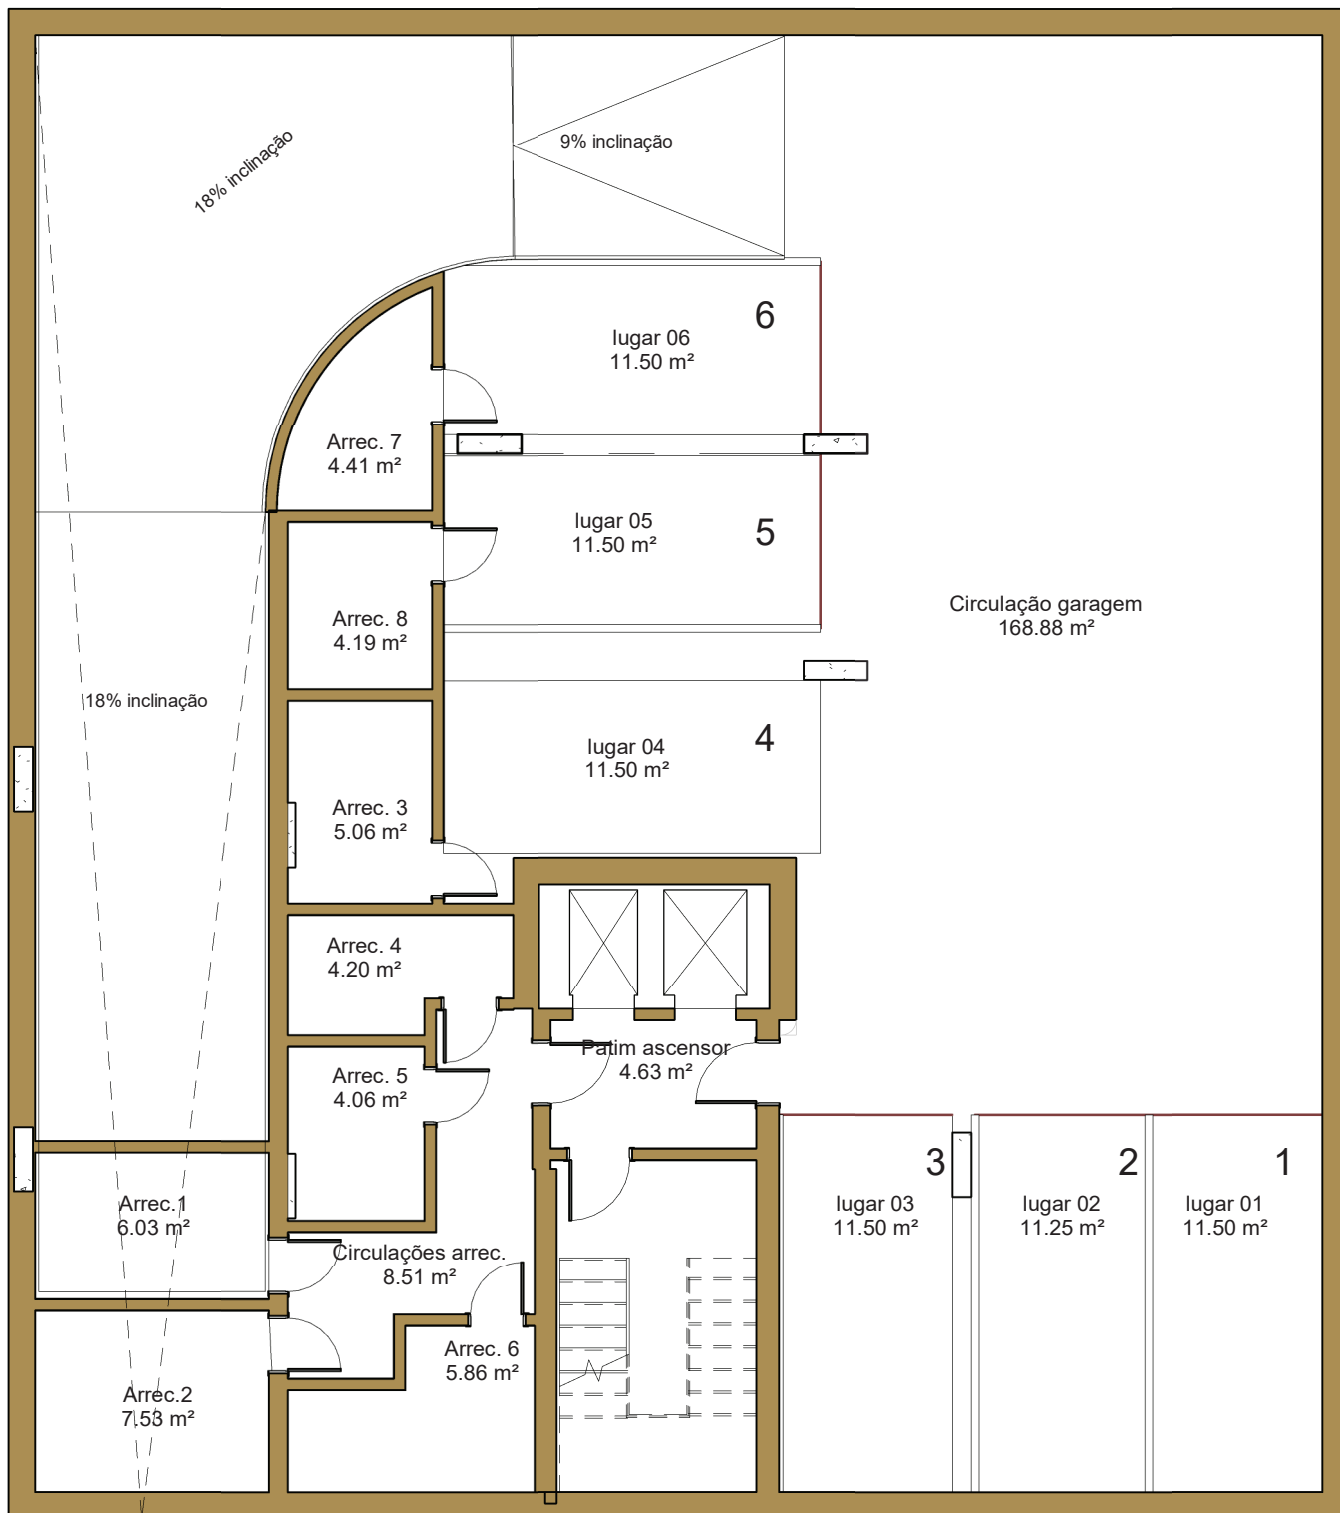 9% inclinação
18% inclinação
6
lugar 06
11.50 m²
Arrec. 7
4.41 m²
lugar 05
11.50 m²
5
Arrec. 8
4.19 m²
Circulação garagem
168.88 m²
18% inclinação
lugar 04
11.50 m²
4
Arrec. 3
5.06 m²
Arrec. 4
4.20 m²
Patim ascensor
4.63 m²
Arrec. 5
4.06 m²
3
2
1
Arrec.1
6.03 m²
lugar 03
11.50 m²
lugar 02
11.25 m²
lugar 01
11.50 m²
Circulações arrec.
8.51 m²
Arrec. 6
5.86 m²
Arrec.2
7.53 m²